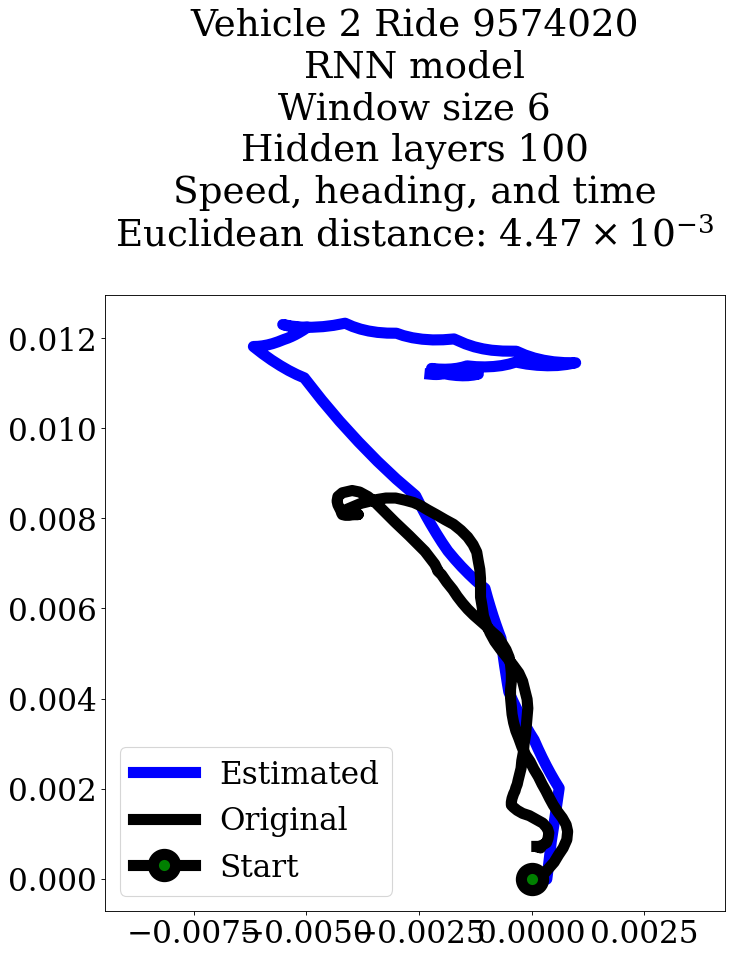 Vehicle 2 Ride 9574020
RNN model
Window size 6
Hidden layers 100
Speed, heading, and time
Euclidean distance: 4.47 × 10⁻³
0.012
0.010
0.008
0.006
0.004
0.002
0.000
Estimated
Original
Start
−0.0075 −0.0050 −0.0025 0.0000 0.0025